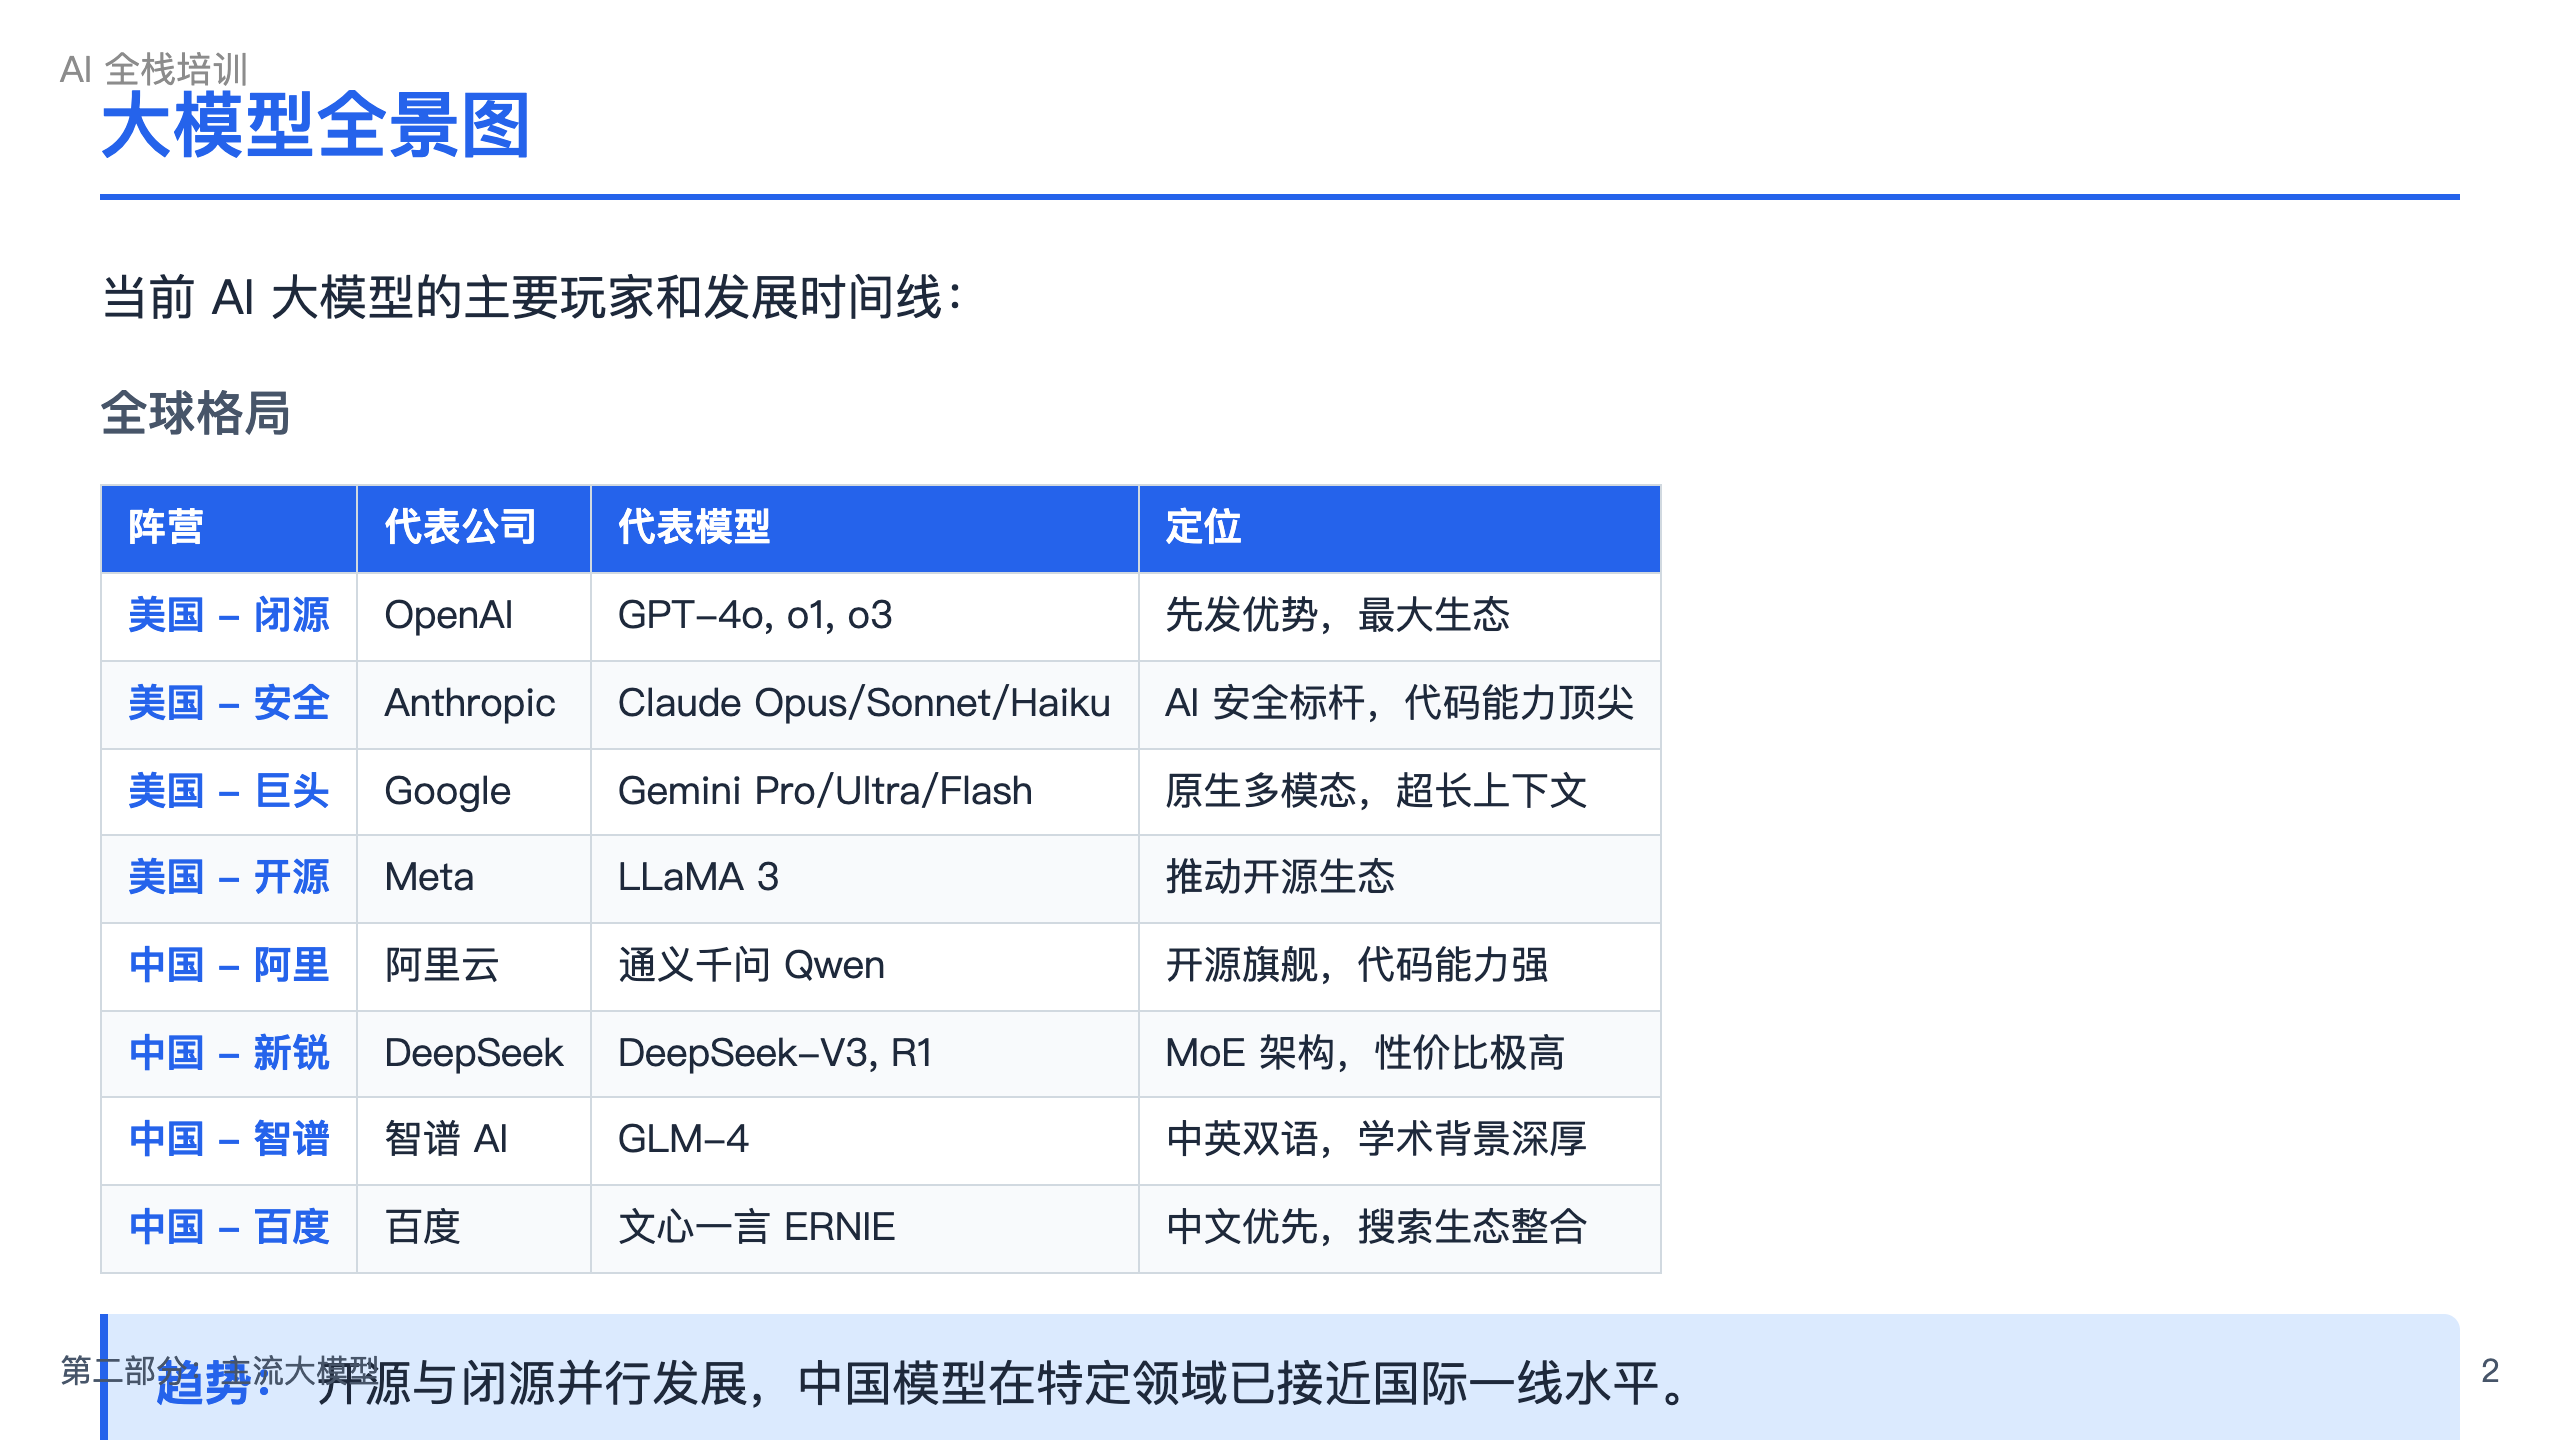 AI 全栈培训
大模型全景图
当前 AI 大模型的主要玩家和发展时间线：
全球格局
阵营 代表公司 代表模型 定位
美国 - 闭源 OpenAI GPT-4o, o1, o3 先发优势，最大生态
美国 - 安全 Anthropic Claude Opus/Sonnet/Haiku AI 安全标杆，代码能力顶尖
美国 - 巨头 Google Gemini Pro/Ultra/Flash 原生多模态，超长上下文
美国 - 开源 Meta LLaMA 3 推动开源生态
中国 - 阿里 阿里云 通义千问 Qwen 开源旗舰，代码能力强
中国 - 新锐 DeepSeek DeepSeek-V3, R1 MoE 架构，性价比极高
中国 - 智谱 智谱 AI GLM-4 中英双语，学术背景深厚
中国 - 百度 百度 文心一言 ERNIE 中文优先，搜索生态整合
趋势： 开源与闭源并行发展，中国模型在特定领域已接近国际一线水平。
第二部分：主流大模型
2